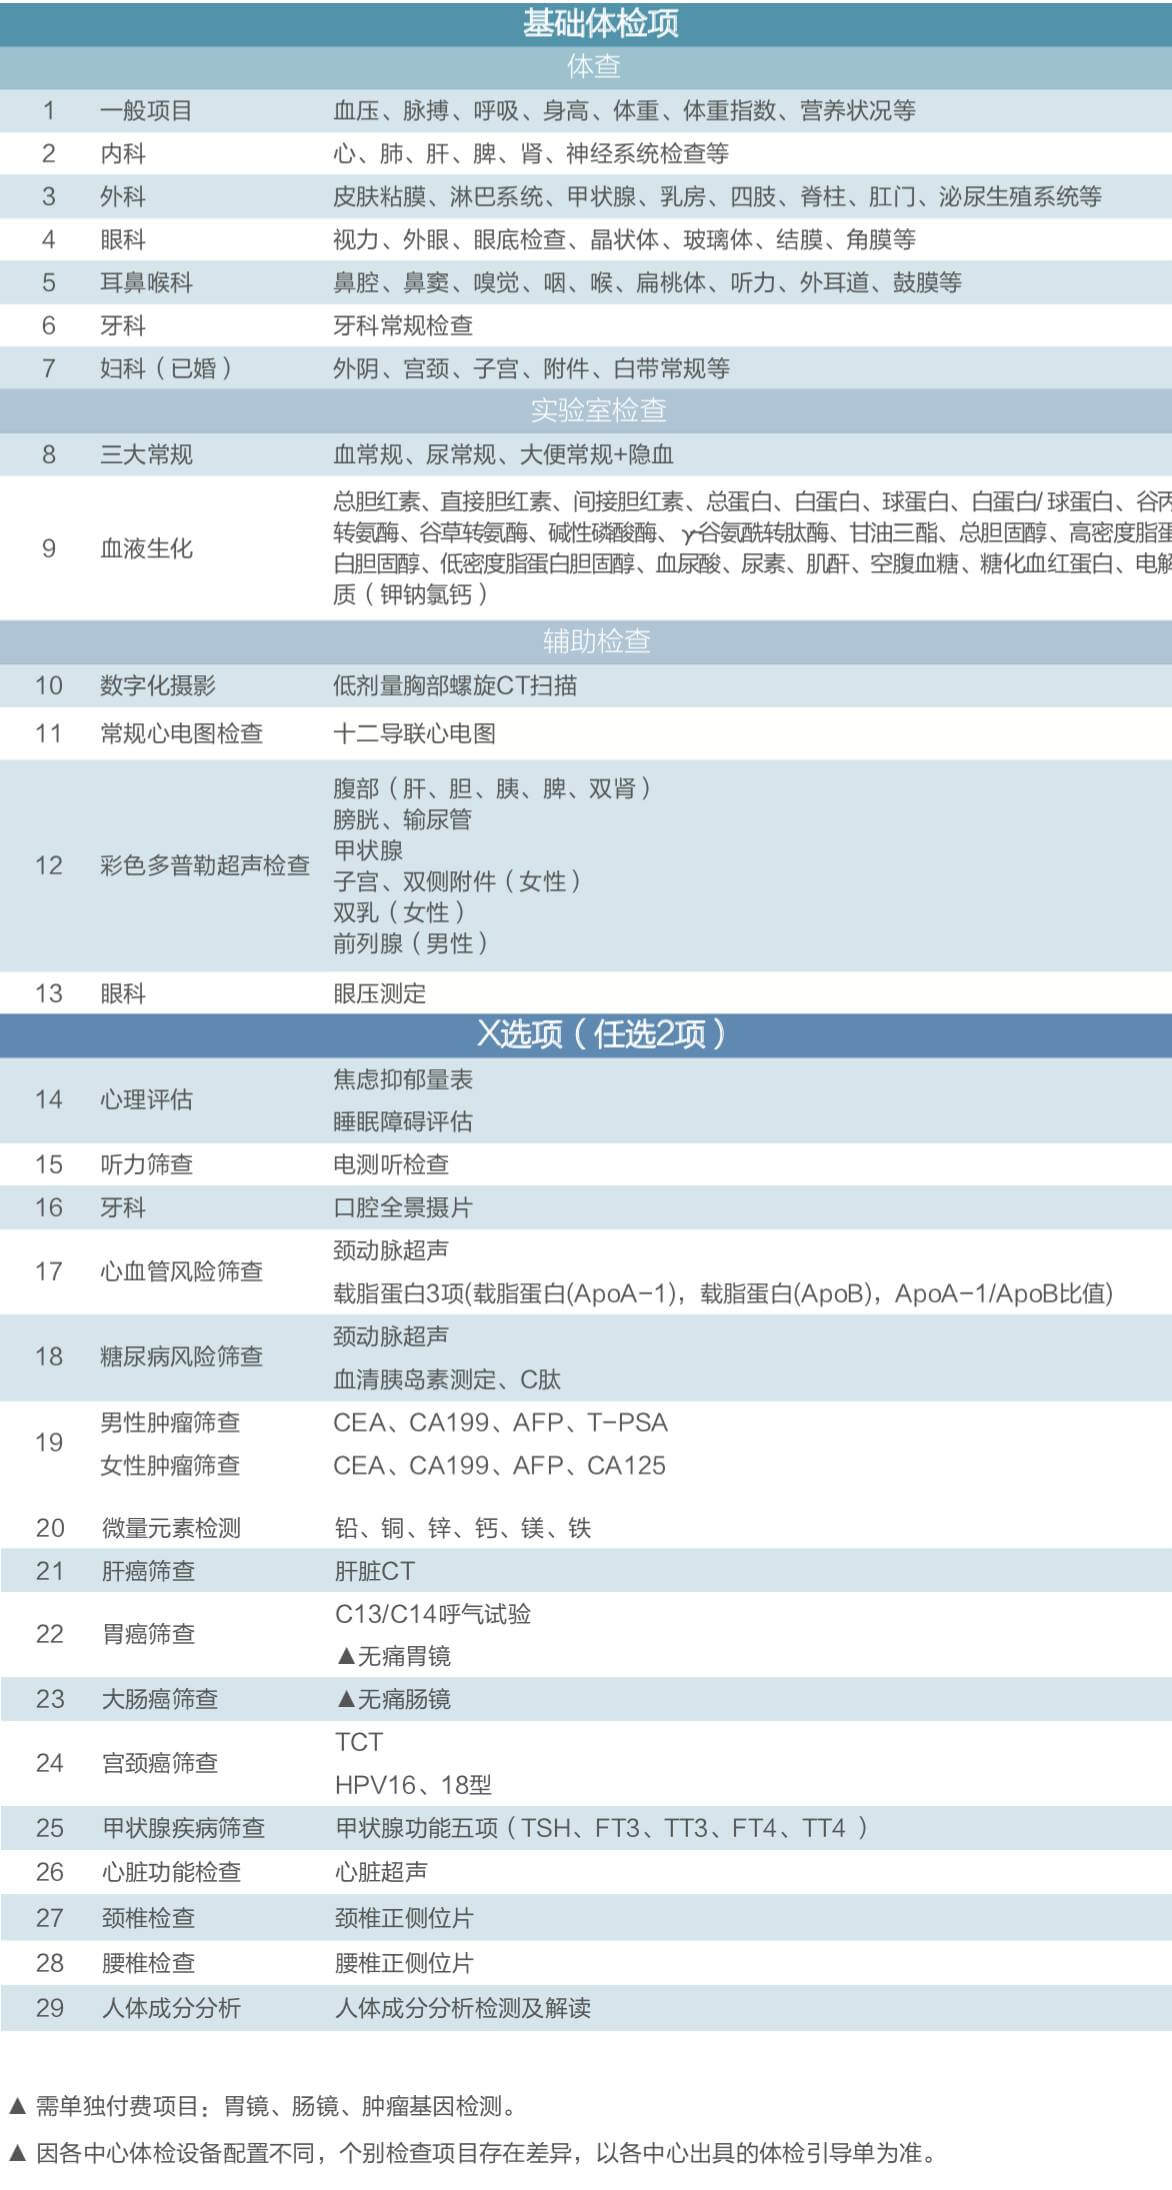 基础体检项
体查
1 一般项目 血压、脉搏、呼吸、身高、体重、体重指数、营养状况等
2 内科 心、肺、肝、脾、肾、神经系统检查等
3 外科 皮肤粘膜、淋巴系统、甲状腺、乳房、四肢、脊柱、肛门、泌尿生殖系统等
4 眼科 视力、外眼、眼底检查、晶状体、玻璃体、结膜、角膜等
5 耳鼻喉科 鼻腔、鼻窦、嗅觉、咽、喉、扁桃体、听力、外耳道、鼓膜等
6 牙科 牙科常规检查
7 妇科（已婚） 外阴、宫颈、子宫、附件、白带常规等
实验室检查
8 三大常规 血常规、尿常规、大便常规+隐血
9 血液生化 总胆红素、直接胆红素、间接胆红素、总蛋白、白蛋白、球蛋白、白蛋白/球蛋白、谷丙
转氨酶、谷草转氨酶、碱性磷酸酶、γ-谷氨酰转肽酶、甘油三酯、总胆固醇、高密度脂蛋
白胆固醇、低密度脂蛋白胆固醇、血尿酸、尿素、肌酐、空腹血糖、糖化血红蛋白、电解
质（钾钠氯钙）
辅助检查
10 数字化摄影 低剂量胸部螺旋CT扫描
11 常规心电图检查 十二导联心电图
12 彩色多普勒超声检查 腹部（肝、胆、胰、脾、双肾）
膀胱、输尿管
甲状腺
子宫、双侧附件（女性）
双乳（女性）
前列腺（男性）
13 眼科 眼压测定
X选项（任选2项）
14 心理评估 焦虑抑郁量表
睡眠障碍评估
15 听力筛查 电测听检查
16 牙科 口腔全景摄片
17 心血管风险筛查 颈动脉超声
载脂蛋白3项(载脂蛋白(ApoA-1)，载脂蛋白(ApoB)，ApoA-1/ApoB比值)
18 糖尿病风险筛查 颈动脉超声
血清胰岛素测定、C肽
19 男性肿瘤筛查 CEA、CA199、AFP、T-PSA
女性肿瘤筛查 CEA、CA199、AFP、CA125
20 微量元素检测 铅、铜、锌、钙、镁、铁
21 肝癌筛查 肝脏CT
22 胃癌筛查 C13/C14呼气试验
▲无痛胃镜
23 大肠癌筛查 ▲无痛肠镜
24 宫颈癌筛查 TCT
HPV16、18型
25 甲状腺疾病筛查 甲状腺功能五项（TSH、FT3、TT3、FT4、TT4 ）
26 心脏功能检查 心脏超声
27 颈椎检查 颈椎正侧位片
28 腰椎检查 腰椎正侧位片
29 人体成分分析 人体成分分析检测及解读
▲ 需单独付费项目：胃镜、肠镜、肿瘤基因检测。
▲ 因各中心体检设备配置不同，个别检查项目存在差异，以各中心出具的体检引导单为准。